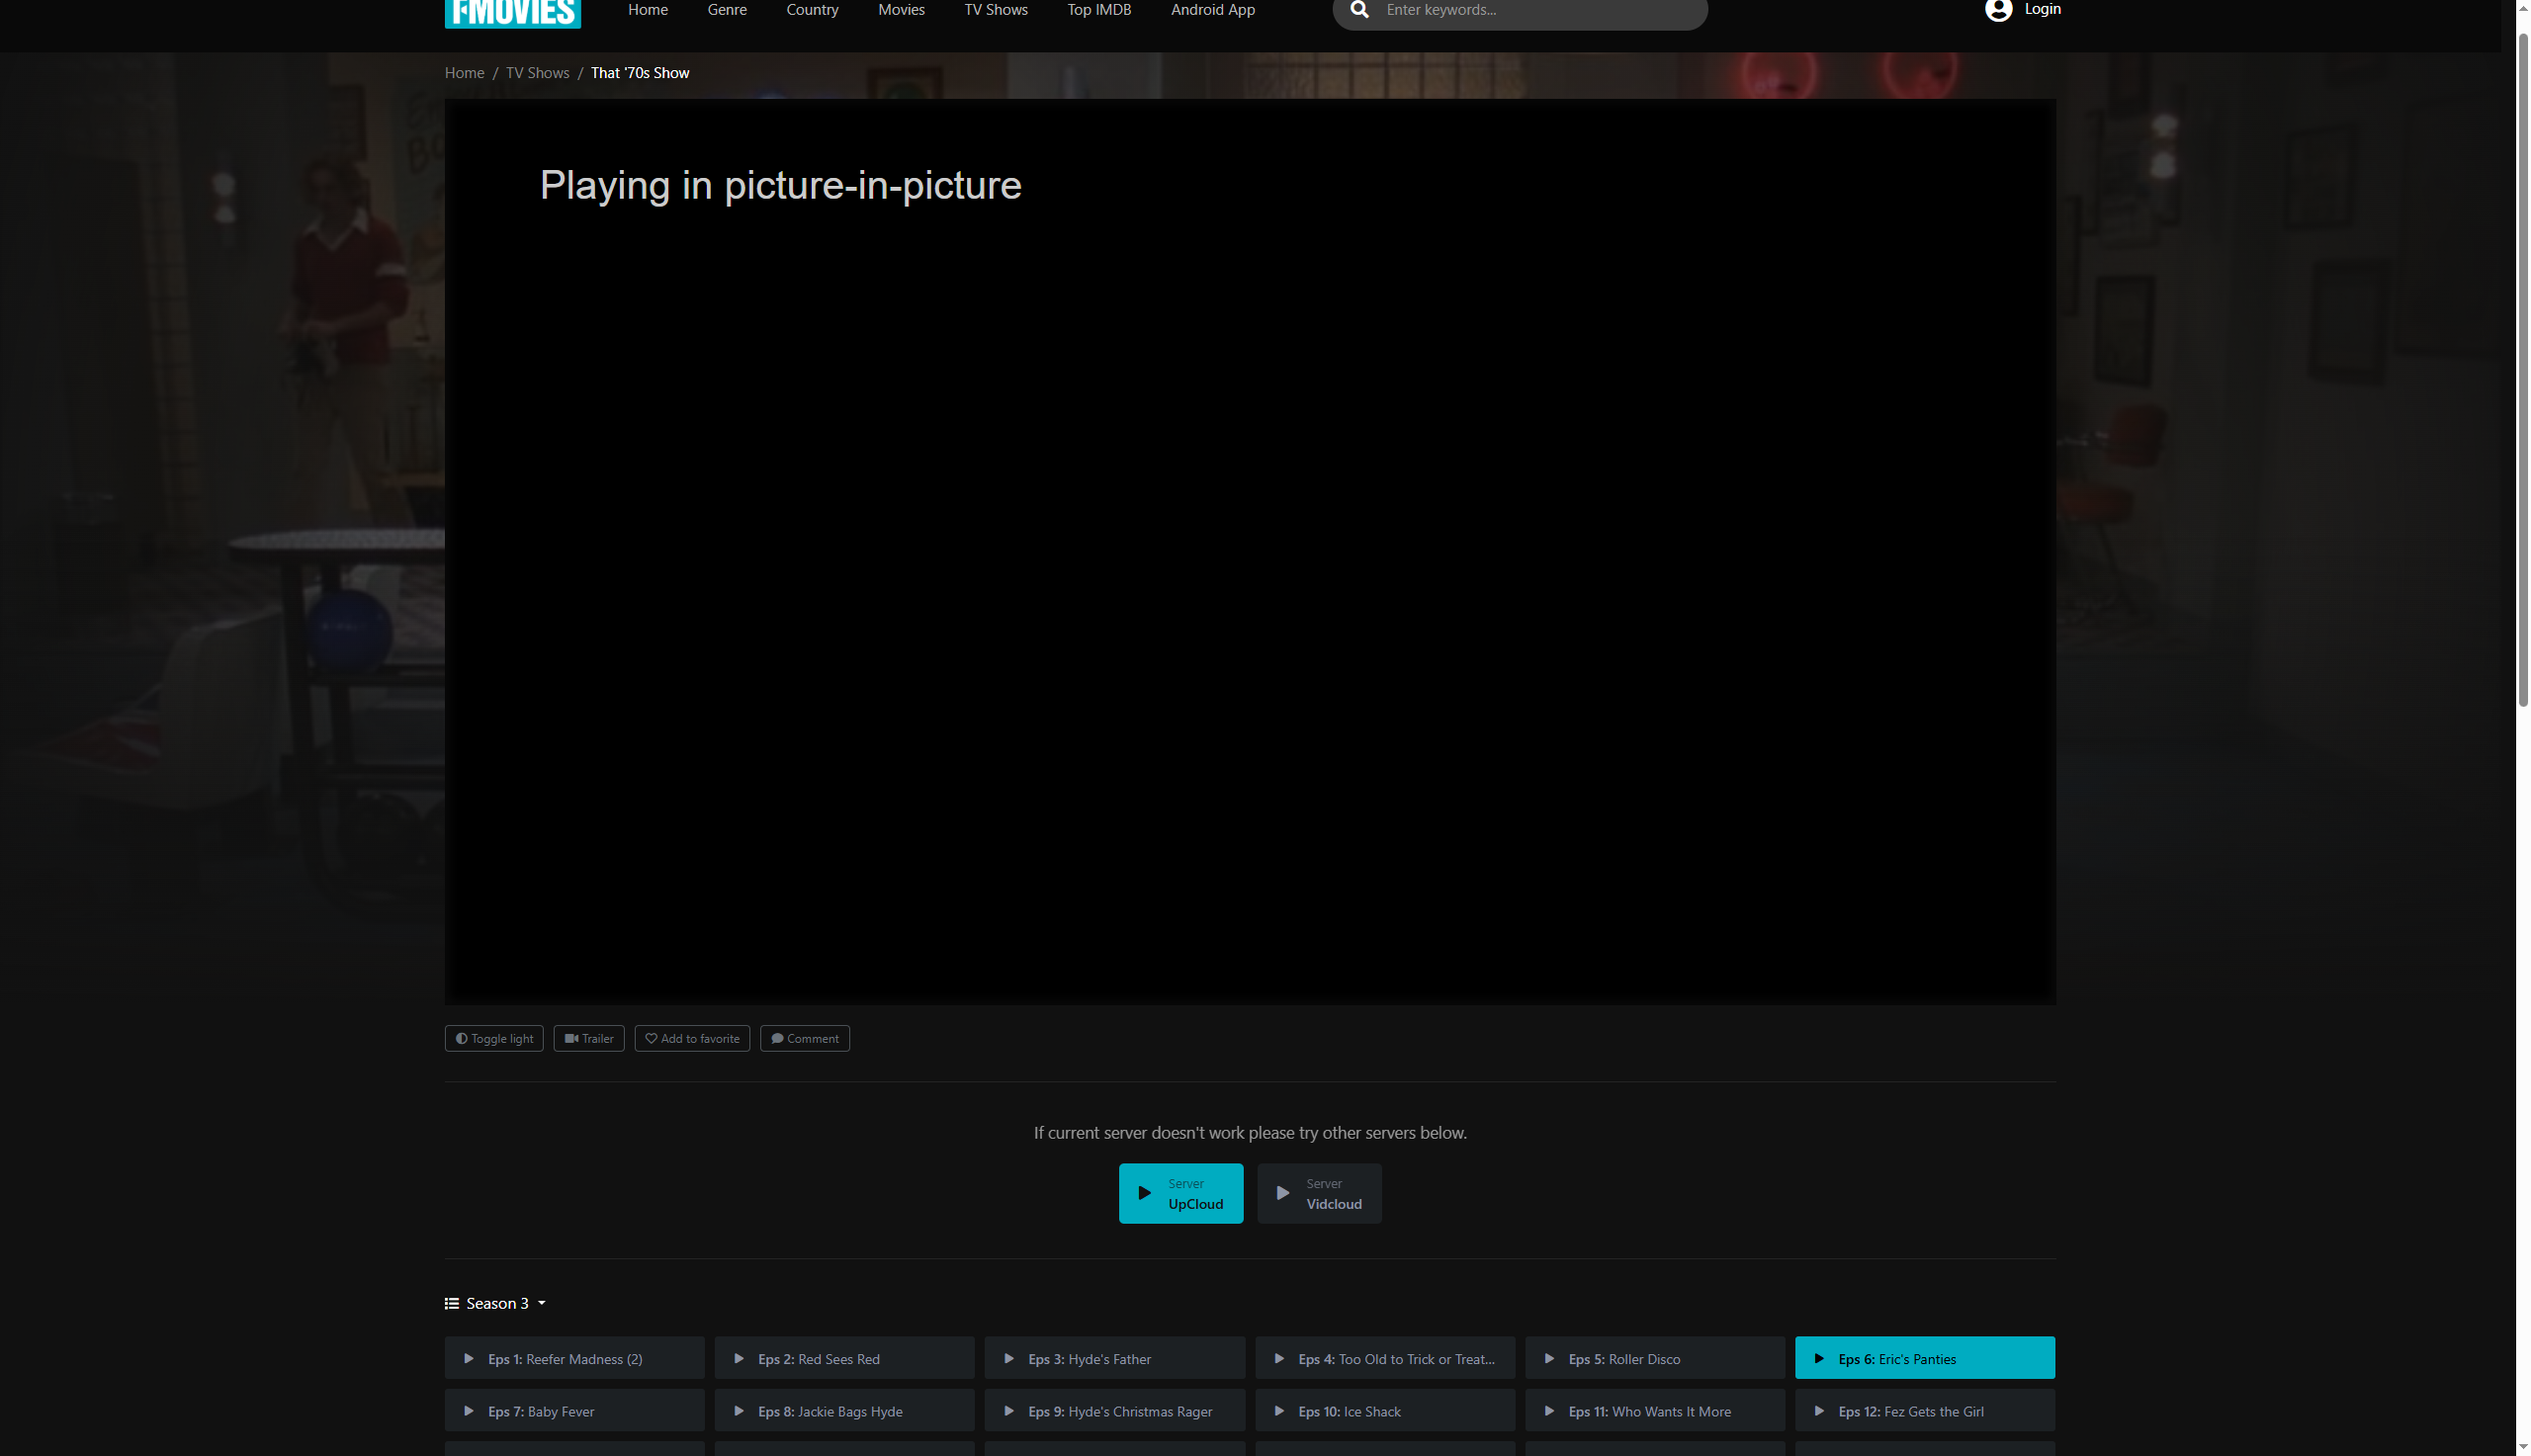 FMOVIES
Home Genre Country Movies TV Shows Top IMDB Android App Enter keywords... Login
Home / TV Shows / That '70s Show
Playing in picture-in-picture
Toggle light Trailer Add to favorite Comment
If current server doesn't work please try other servers below.
Server
UpCloud
Server
Vidcloud
Season 3
Eps 1: Reefer Madness (2) Eps 2: Red Sees Red Eps 3: Hyde's Father Eps 4: Too Old to Trick or Treat... Eps 5: Roller Disco Eps 6: Eric's Panties
Eps 7: Baby Fever Eps 8: Jackie Bags Hyde Eps 9: Hyde's Christmas Rager Eps 10: Ice Shack Eps 11: Who Wants It More Eps 12: Fez Gets the Girl